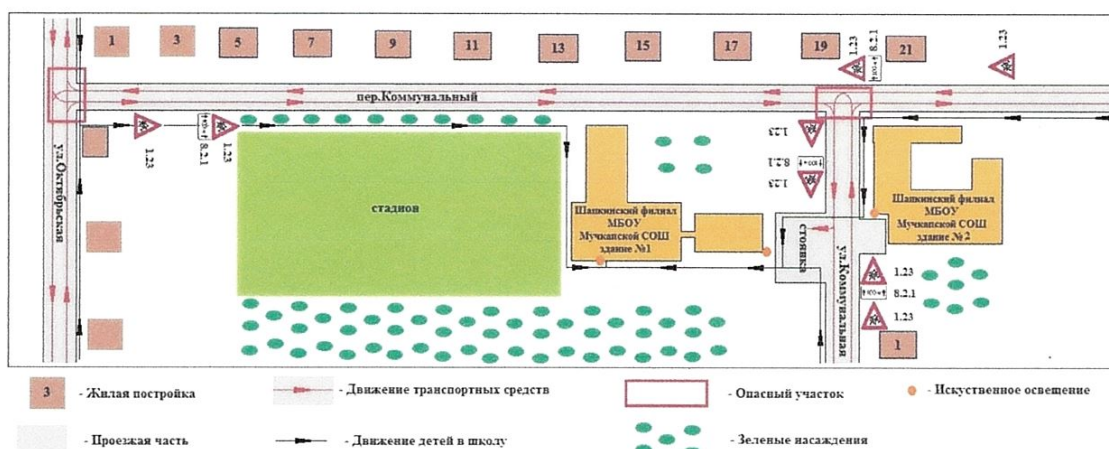 1
3
5
7
9
11
13
15
17
19
21
1.23
8.2.1
1.23
пер.Коммунальный
ул.Октябрьская
1.23
8.2.1
1.23
1.23
8.2.1
1.23
стадион
Шапкинский филиал
МБОУ
Мучкапской СОШ
здание №1
Шапкинский филиал
МБОУ
Мучкапской СОШ
здание № 2
стоянка
ул.Коммунальная
1.23
8.2.1
1.23
1
3 - Жилая постройка
- Движение транспортных средств
- Опасный участок
- Искуственное освещение
- Проезжая часть
- Движение детей в школу
- Зеленые насаждения